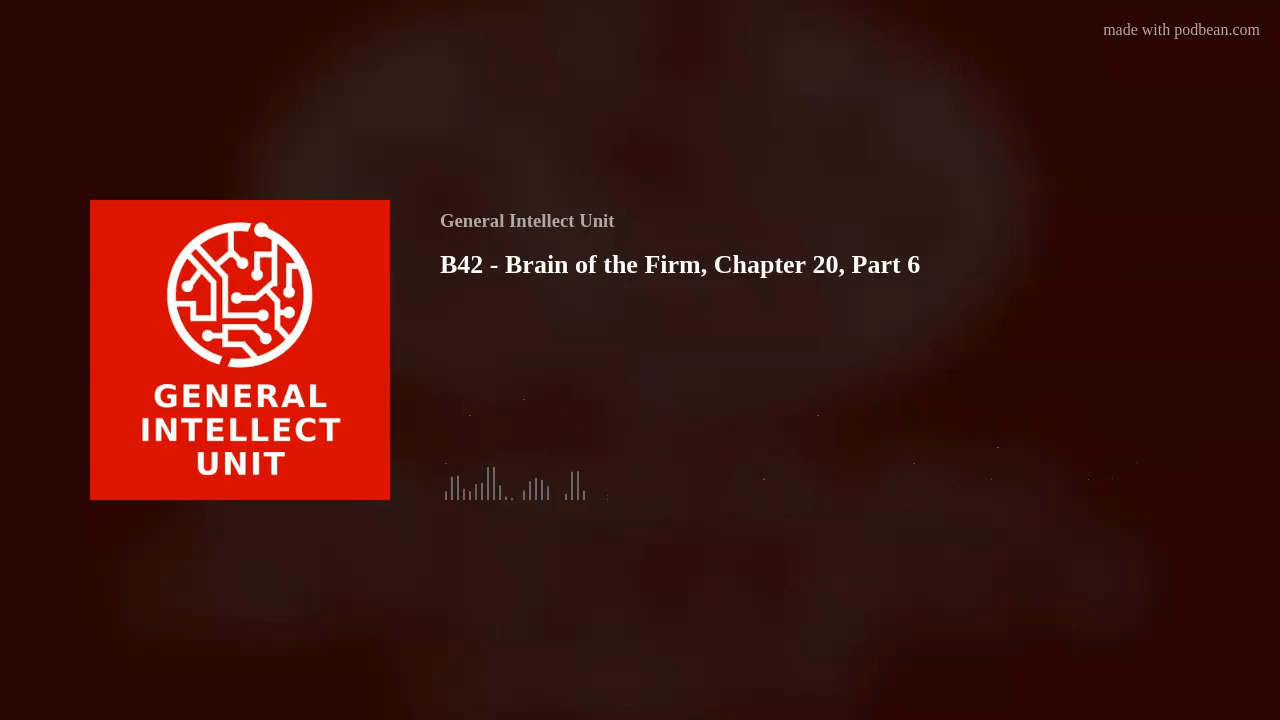 made with podbean.com
General Intellect Unit
B42 - Brain of the Firm, Chapter 20, Part 6
GENERAL
INTELLECT
UNIT